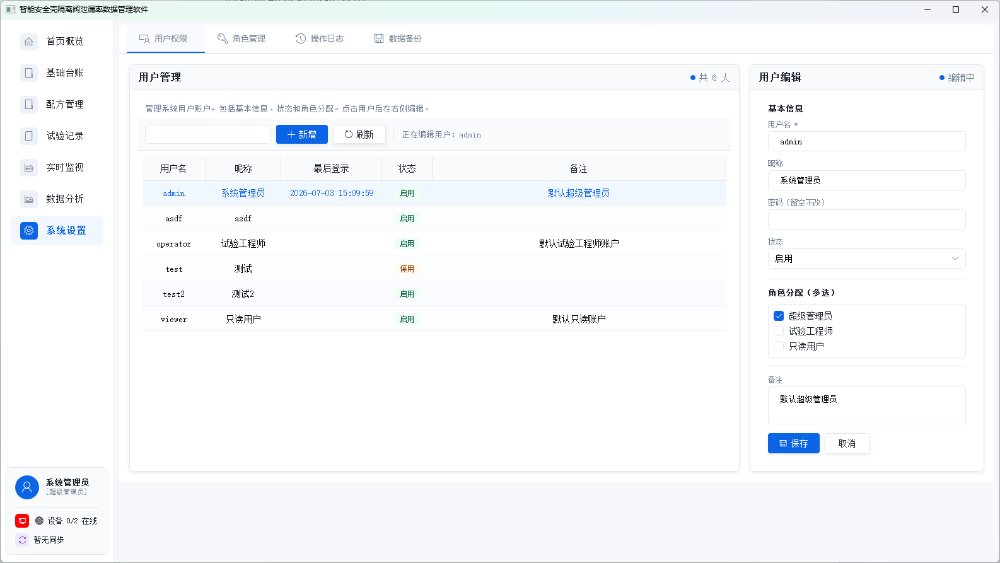 智能安全壳隔离阀泄漏率数据管理软件
首页概览
基础台账
配方管理
试验记录
实时监视
数据分析
系统设置
系统管理员
[超级管理员]
设备 0/2 在线
暂无同步
用户权限 角色管理 操作日志 数据备份
用户管理 共 6 人
管理系统用户账户，包括基本信息、状态和角色分配。点击用户后在右侧编辑。
新增 刷新 正在编辑用户：admin
用户名 昵称 最后登录 状态 备注
admin 系统管理员 2026-07-03 15:09:59 启用 默认超级管理员
asdf asdf 启用
operator 试验工程师 启用 默认试验工程师账户
test 测试 停用
test2 测试2 启用
viewer 只读用户 启用 默认只读账户
用户编辑 编辑中
基本信息
用户名 *
admin
昵称
系统管理员
密码（留空不改）
状态
启用
角色分配（多选）
超级管理员
试验工程师
只读用户
备注
默认超级管理员
保存 取消